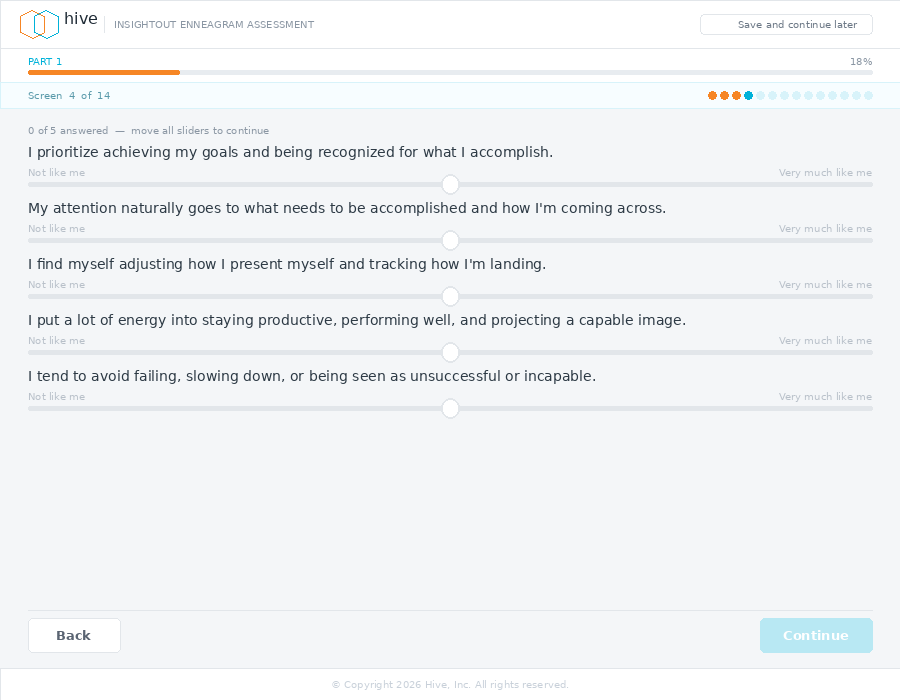 hive
INSIGHTOUT ENNEAGRAM ASSESSMENT
Save and continue later
PART 1
18%
Screen 4 of 14
0 of 5 answered — move all sliders to continue
I prioritize achieving my goals and being recognized for what I accomplish.
Not like me
Very much like me
My attention naturally goes to what needs to be accomplished and how I'm coming across.
Not like me
Very much like me
I find myself adjusting how I present myself and tracking how I'm landing.
Not like me
Very much like me
I put a lot of energy into staying productive, performing well, and projecting a capable image.
Not like me
Very much like me
I tend to avoid failing, slowing down, or being seen as unsuccessful or incapable.
Not like me
Very much like me
Back
Continue
© Copyright 2026 Hive, Inc. All rights reserved.